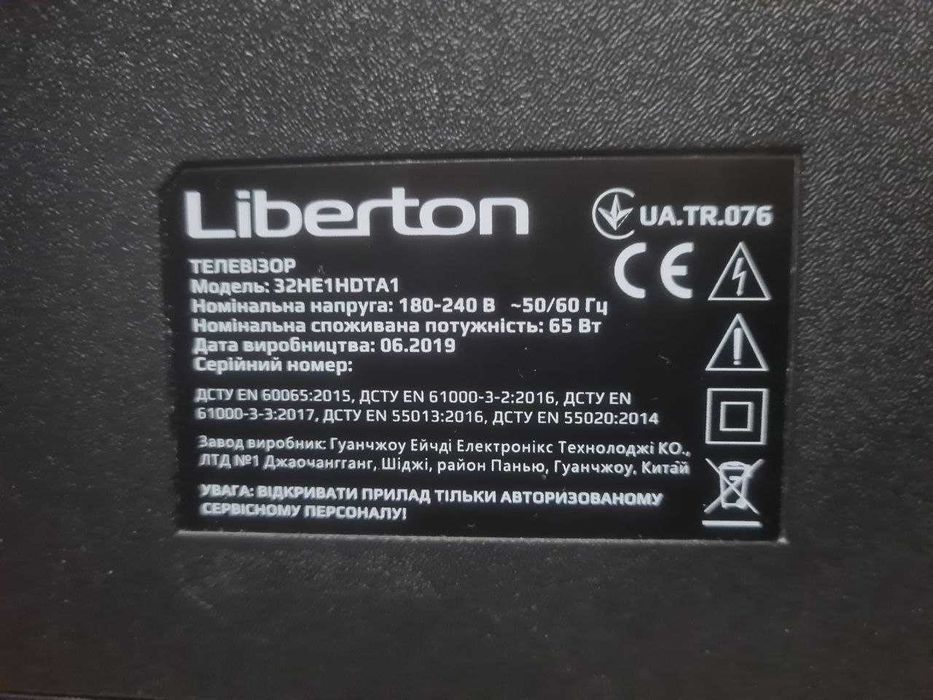 Liberton
UA.TR.076
CE
ТЕЛЕВІЗОР
Модель: 32HE1HDTA1
Номінальна напруга: 180-240 В ~50/60 Гц
Номінальна споживана потужність: 65 Вт
Дата виробництва: 06.2019
Серійний номер:
ДСТУ EN 60065:2015, ДСТУ EN 61000-3-2:2016, ДСТУ EN
61000-3-3:2017, ДСТУ EN 55013:2016, ДСТУ EN 55020:2014
Завод виробник: Гуанчжоу Ейчді Електронікс Технолоджі КО.,
ЛТД №1 Джаочангганг, Шіджі, район Панью, Гуанчжоу, Китай
УВАГА: ВІДКРИВАТИ ПРИЛАД ТІЛЬКИ АВТОРИЗОВАНОМУ
СЕРВІСНОМУ ПЕРСОНАЛУ!